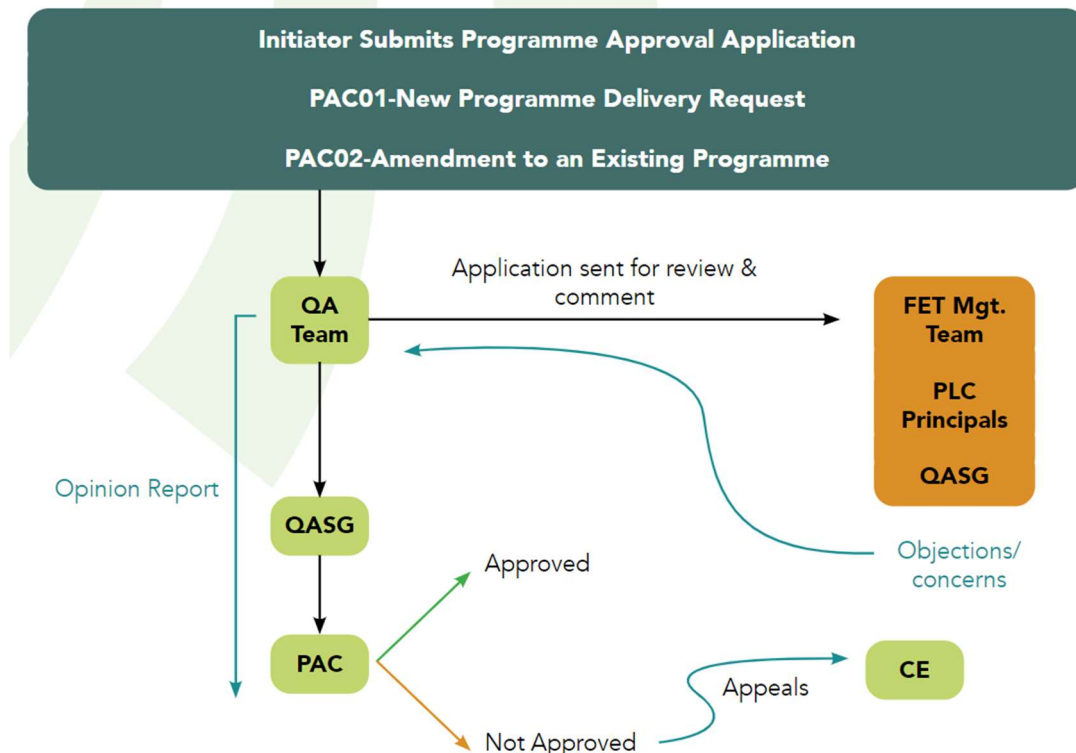 Initiator Submits Programme Approval Application
PAC01-New Programme Delivery Request
PAC02-Amendment to an Existing Programme
Application sent for review &
comment
QA
Team
FET Mgt.
Team
PLC
Principals
QASG
Opinion Report
QASG
Objections/
concerns
Approved
PAC
CE
Appeals
Not Approved